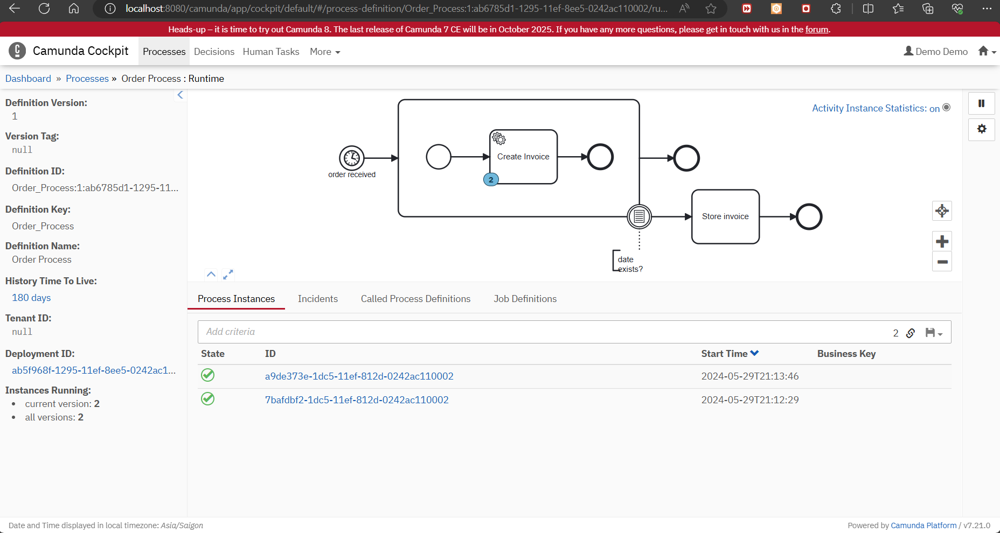 localhost:8080/camunda/app/cockpit/default/#/process-definition/Order_Process:1:ab6785d1-1295-11ef-8ee5-0242ac110002/ru...
Heads-up – it is time to try out Camunda 8. The last release of Camunda 7 CE will be in October 2025. If you have any more questions, please get in touch with us in the forum.
Camunda Cockpit Processes Decisions Human Tasks More Demo Demo
Dashboard » Processes » Order Process : Runtime
Definition Version:
1
Version Tag:
null
Definition ID:
Order_Process:1:ab6785d1-1295-11...
Definition Key:
Order_Process
Definition Name:
Order Process
History Time To Live:
180 days
Tenant ID:
null
Deployment ID:
ab5f968f-1295-11ef-8ee5-0242ac1...
Instances Running:
• current version: 2
• all versions: 2
Activity Instance Statistics: on
order received
Create Invoice
2
Store invoice
date
exists?
Process Instances Incidents Called Process Definitions Job Definitions
Add criteria 2
State ID Start Time Business Key
a9de373e-1dc5-11ef-812d-0242ac110002 2024-05-29T21:13:46
7bafdbf2-1dc5-11ef-812d-0242ac110002 2024-05-29T21:12:29
Date and Time displayed in local timezone: Asia/Saigon
Powered by Camunda Platform / v7.21.0